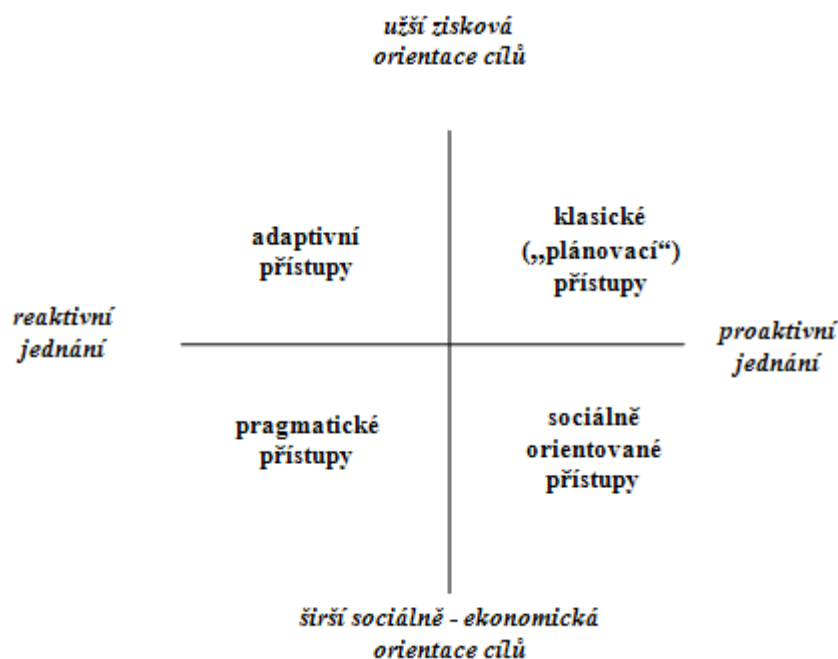 užší zisková
orientace cílů
adaptivní
přístupy
klasické
(„plánovací“)
přístupy
reaktivní
jednání
proaktivní
jednání
pragmatické
přístupy
sociálně
orientované
přístupy
širší sociálně - ekonomická
orientace cílů